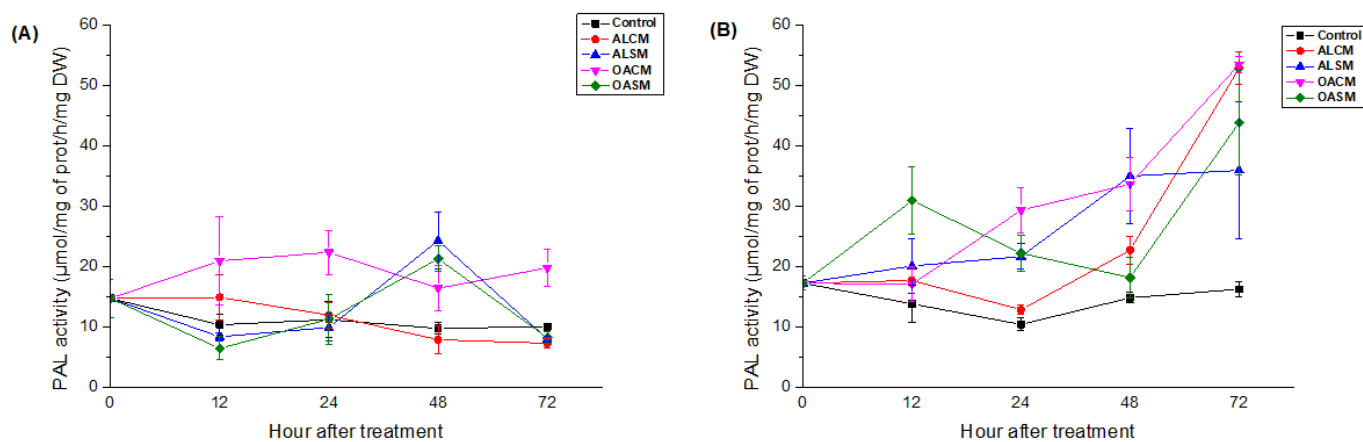 (A)
PAL activity (µmol/mg of prot/h/mg DW)
60
50
40
30
20
10
0
0 12 24 48 72
Hour after treatment
Control
ALCM
ALSM
OACM
OASM
(B)
PAL activity (µmol/mg of prot/h/mg DW)
60
50
40
30
20
10
0
0 12 24 48 72
Hour after treatment
Control
ALCM
ALSM
OACM
OASM